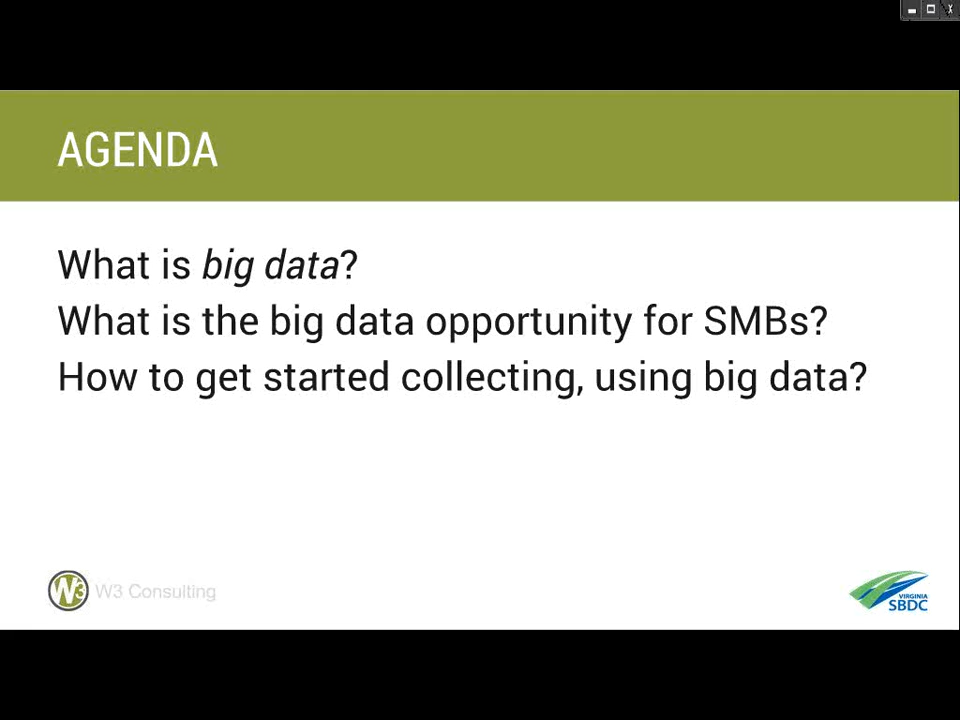 AGENDA
What is big data?
What is the big data opportunity for SMBs?
How to get started collecting, using big data?
W3 W3 Consulting
VIRGINIA
SBDC